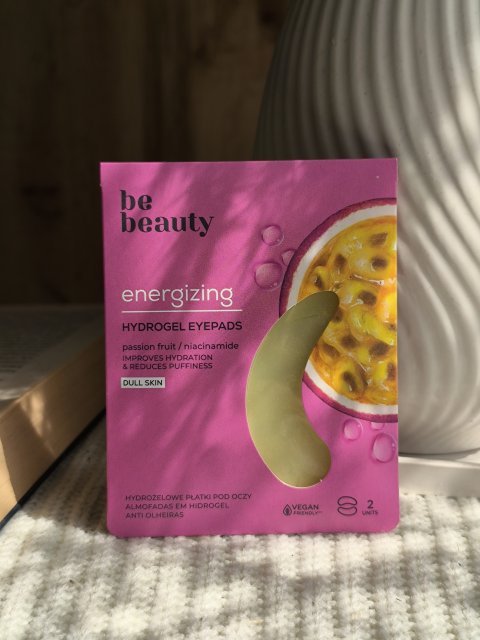 be
beauty
energizing
HYDROGEL EYEPADS
passion fruit / niacinamide
IMPROVES HYDRATION
& REDUCES PUFFINESS
DULL SKIN
HYDROŻELOWE PŁATKI POD OCZY
ALMOFADAS EM HIDROGEL
ANTI OLHEIRAS
VEGAN
FRIENDLY
2
UNITS